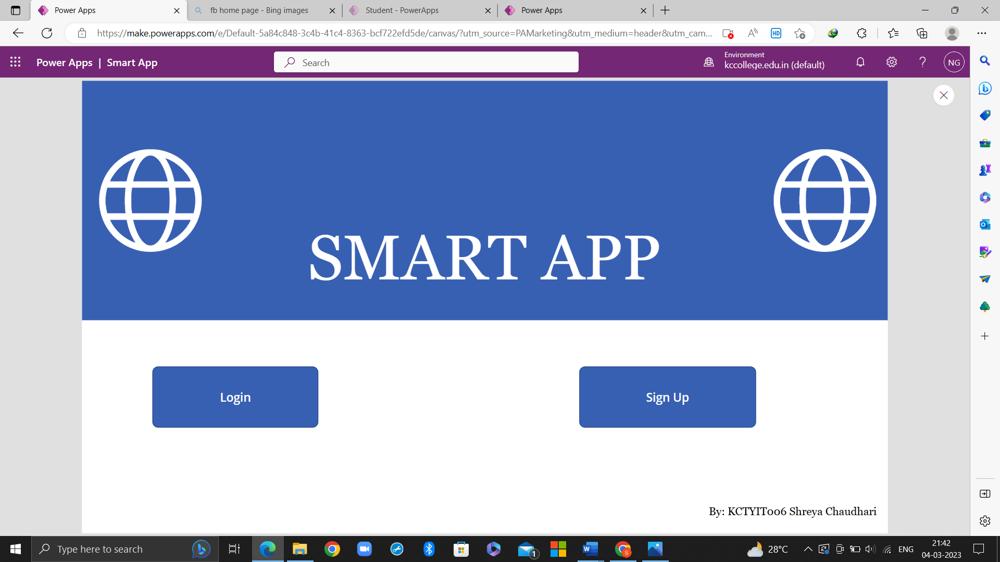 Power Apps
fb home page - Bing images
Student - PowerApps
Power Apps
https://make.powerapps.com/e/Default-5a84c848-3c4b-41c4-8363-bcf722efd5de/canvas/?utm_source=PAMarketing&utm_medium=header&utm_cam...
HD
Power Apps | Smart App
Search
Environment
kccollege.edu.in (default)
NG
SMART APP
Login
Sign Up
By: KCTYIT006 Shreya Chaudhari
Type here to search
1
28°C
ENG
21:42
04-03-2023